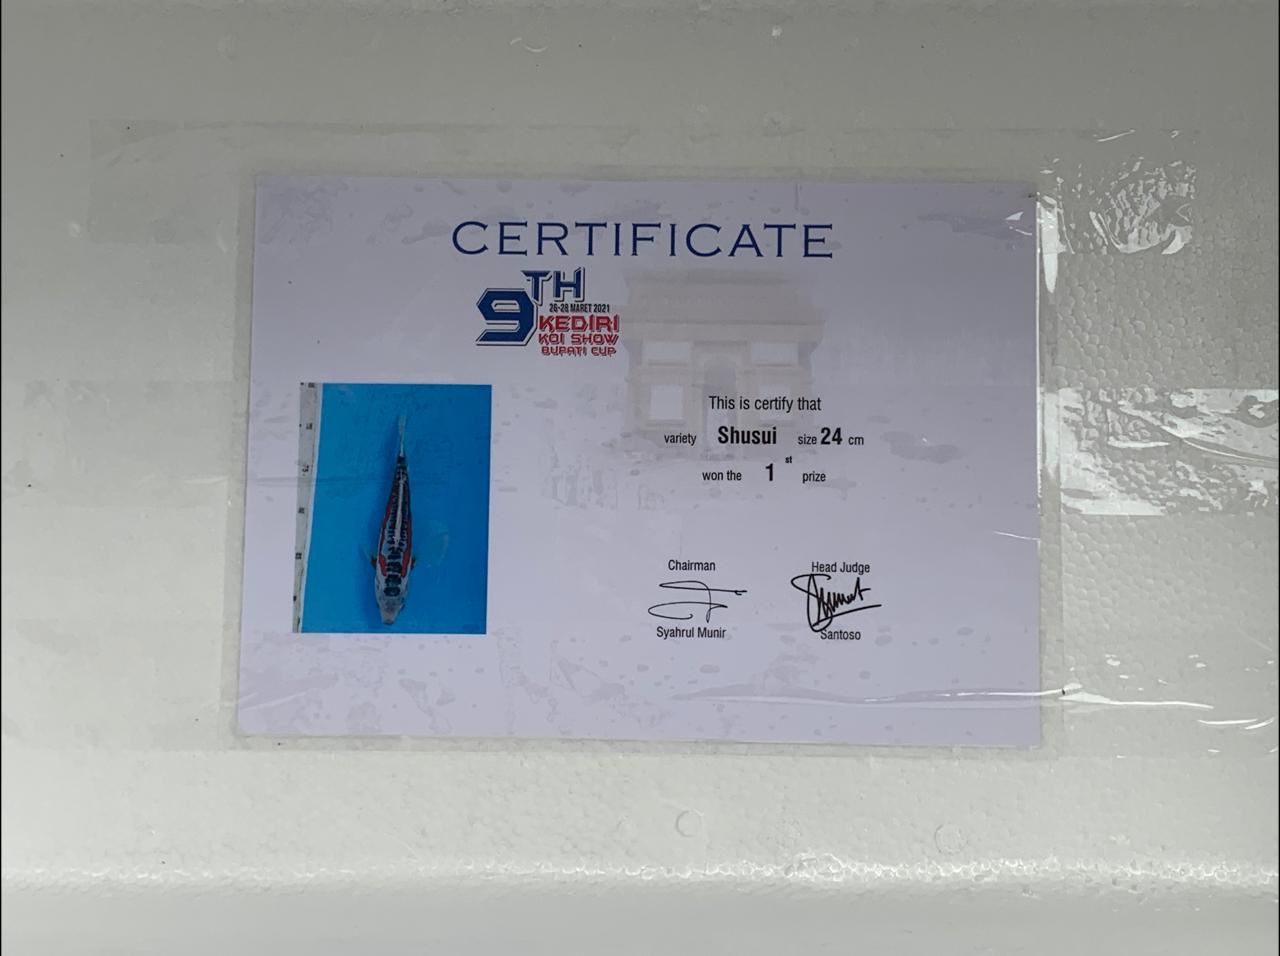 CERTIFICATE
9TH
26-28 MARET 2021
KEDIRI
KOI SHOW
BUPATI CUP
This is certify that
variety Shusui size 24 cm
won the 1st prize
Chairman
Syahrul Munir
Head Judge
Santoso